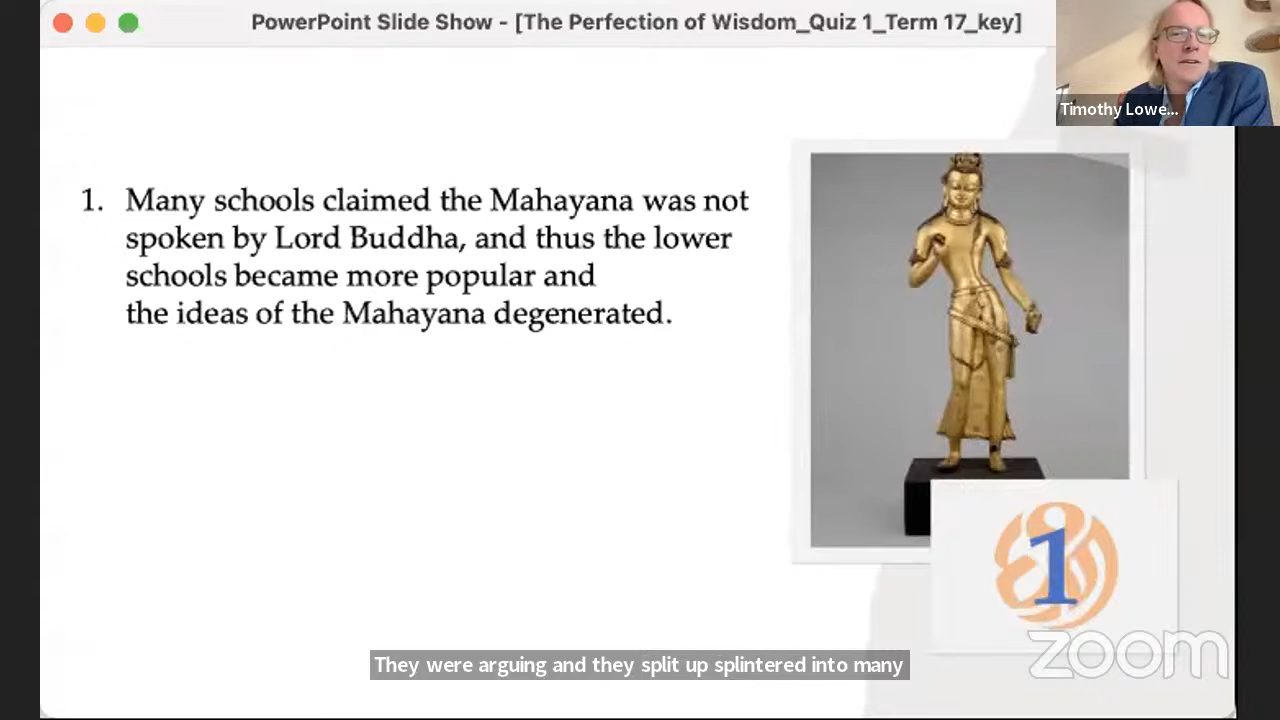 PowerPoint Slide Show - [The Perfection of Wisdom_Quiz 1_Term 17_key]
Timothy Lowe...
1. Many schools claimed the Mahayana was not
spoken by Lord Buddha, and thus the lower
schools became more popular and
the ideas of the Mahayana degenerated.
1
zoom
They were arguing and they split up splintered into many